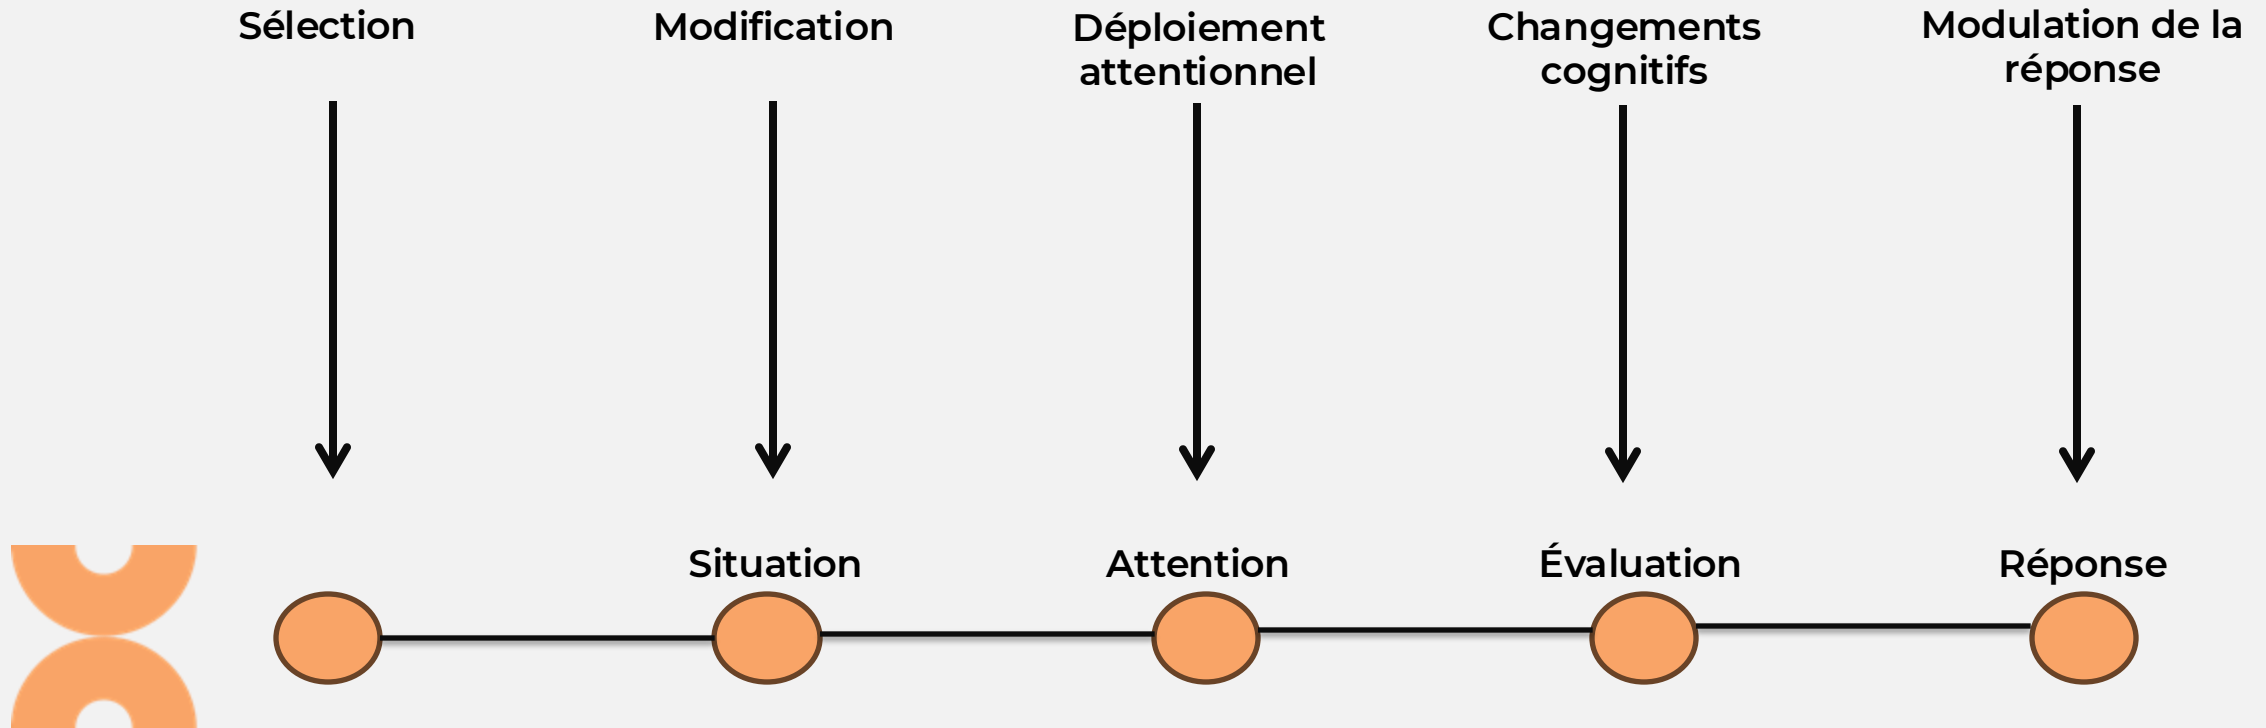 Sélection
Modification
Déploiement
attentionnel
Changements
cognitifs
Modulation de la
réponse
Situation
Attention
Évaluation
Réponse